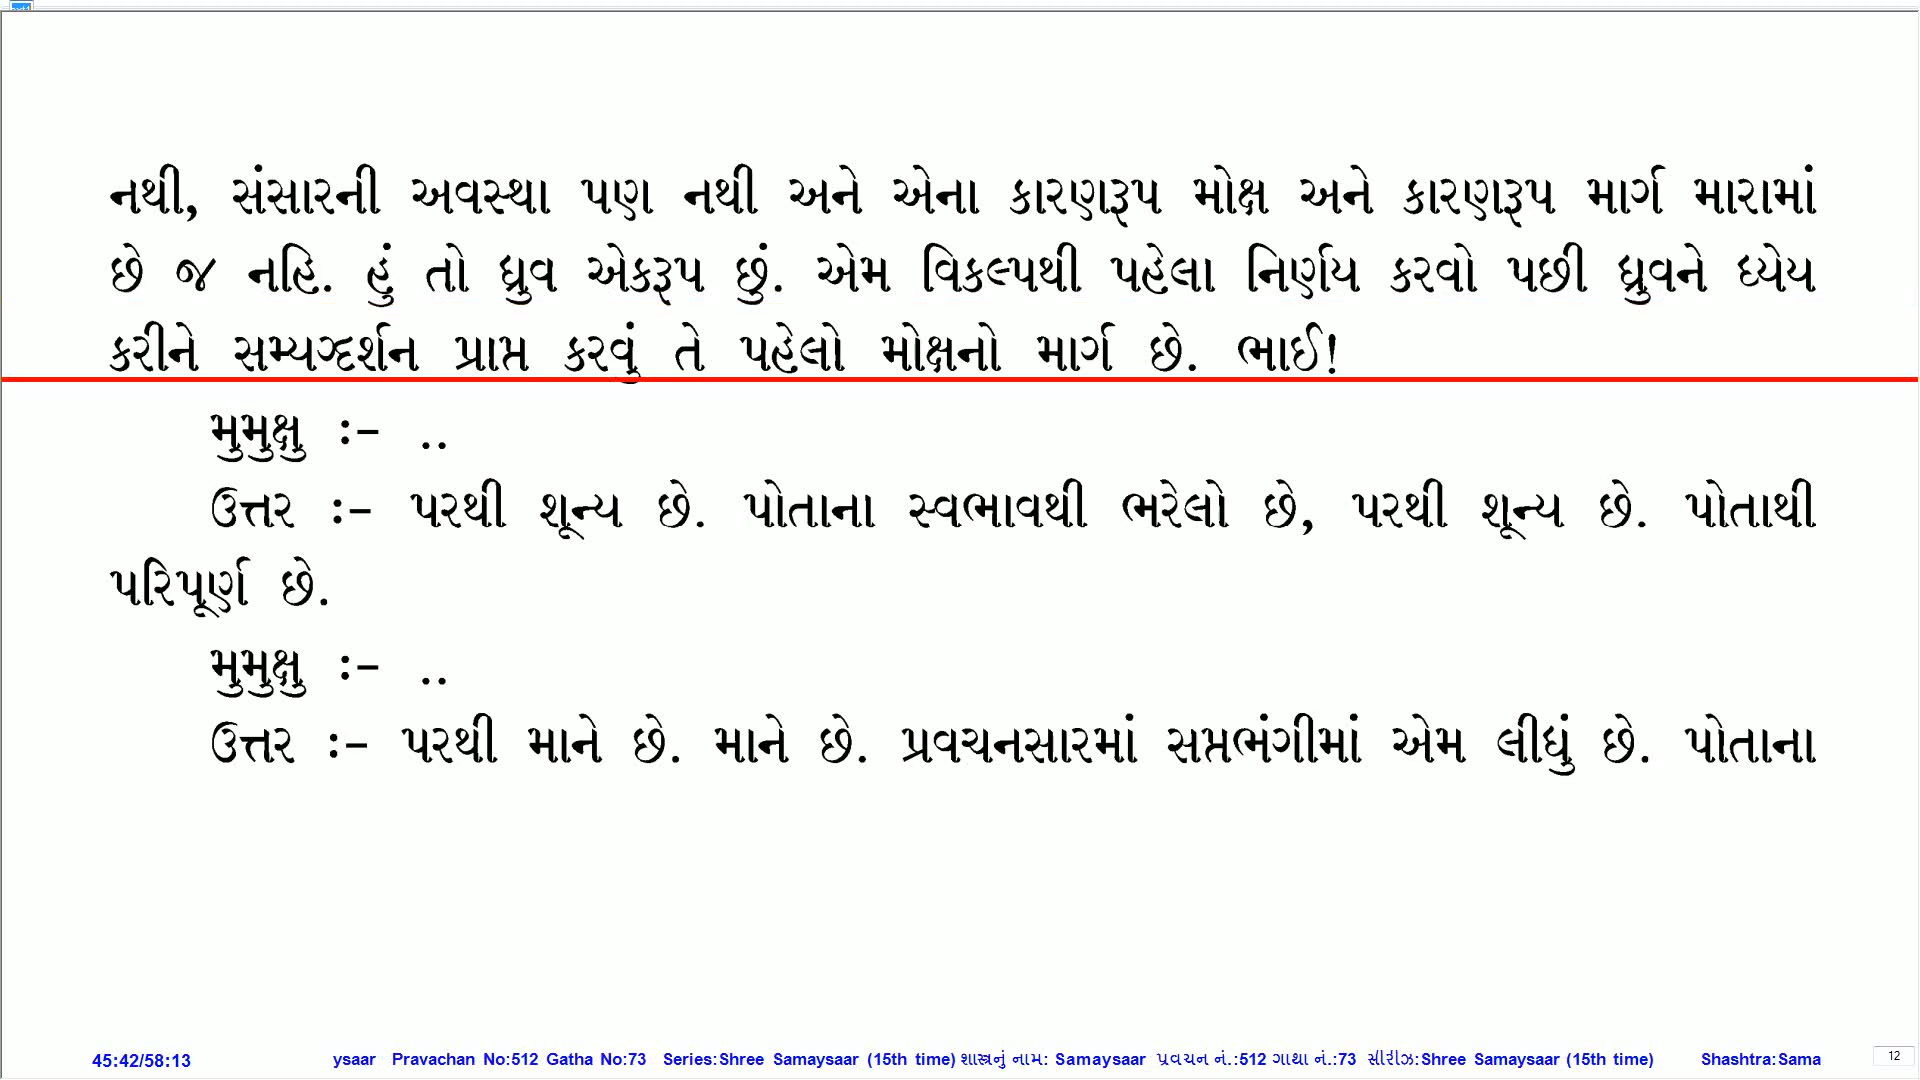 નથી, સંસારની અવસ્થા પણ નથી અને એના કારણરૂપ મોક્ષ અને કારણરૂપ માર્ગ મારામાં
છે જ નહિ. હું તો ધ્રુવ એકરૂપ છું. એમ વિકલ્પથી પહેલા નિર્ણય કરવો પછી ધ્રુવને ધ્યેય
કરીને સમ્યગ્દર્શન પ્રાપ્ત કરવું તે પહેલો મોક્ષનો માર્ગ છે. ભાઈ!
મુમુક્ષુ :– ..
ઉત્તર :– પરથી શૂન્ય છે. પોતાના સ્વભાવથી ભરેલો છે, પરથી શૂન્ય છે. પોતાથી
પરિપૂર્ણ છે.
મુમુક્ષુ :– ..
ઉત્તર :– પરથી માને છે. માને છે. પ્રવચનસારમાં સપ્તભંગીમાં એમ લીધું છે. પોતાના
45:42/58:13 ysaar Pravachan No:512 Gatha No:73 Series:Shree Samaysaar (15th time) શાસ્ત્રનું નામ: Samaysaar પ્રવચન નં.:512 ગાથા નં.:73 સીરીઝ:Shree Samaysaar (15th time) Shashtra:Sama 12